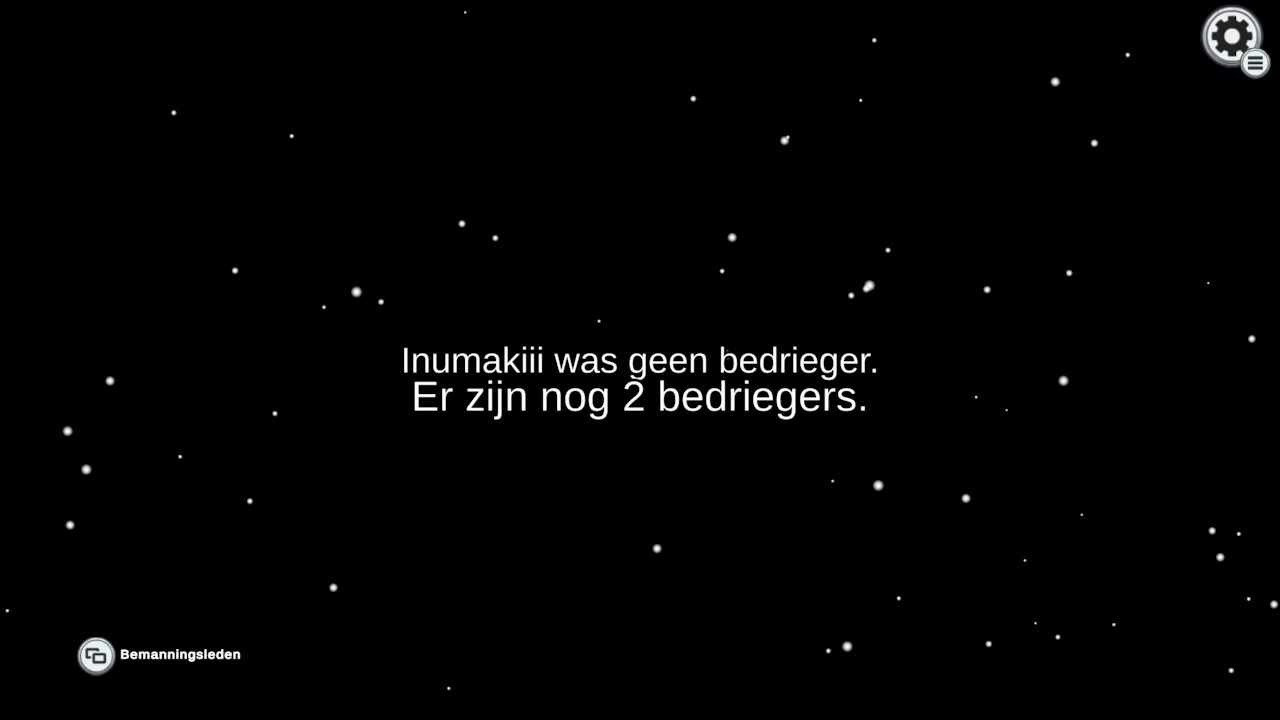 Inumakiii was geen bedrieger.
Er zijn nog 2 bedriegers.
Bemanningsleden